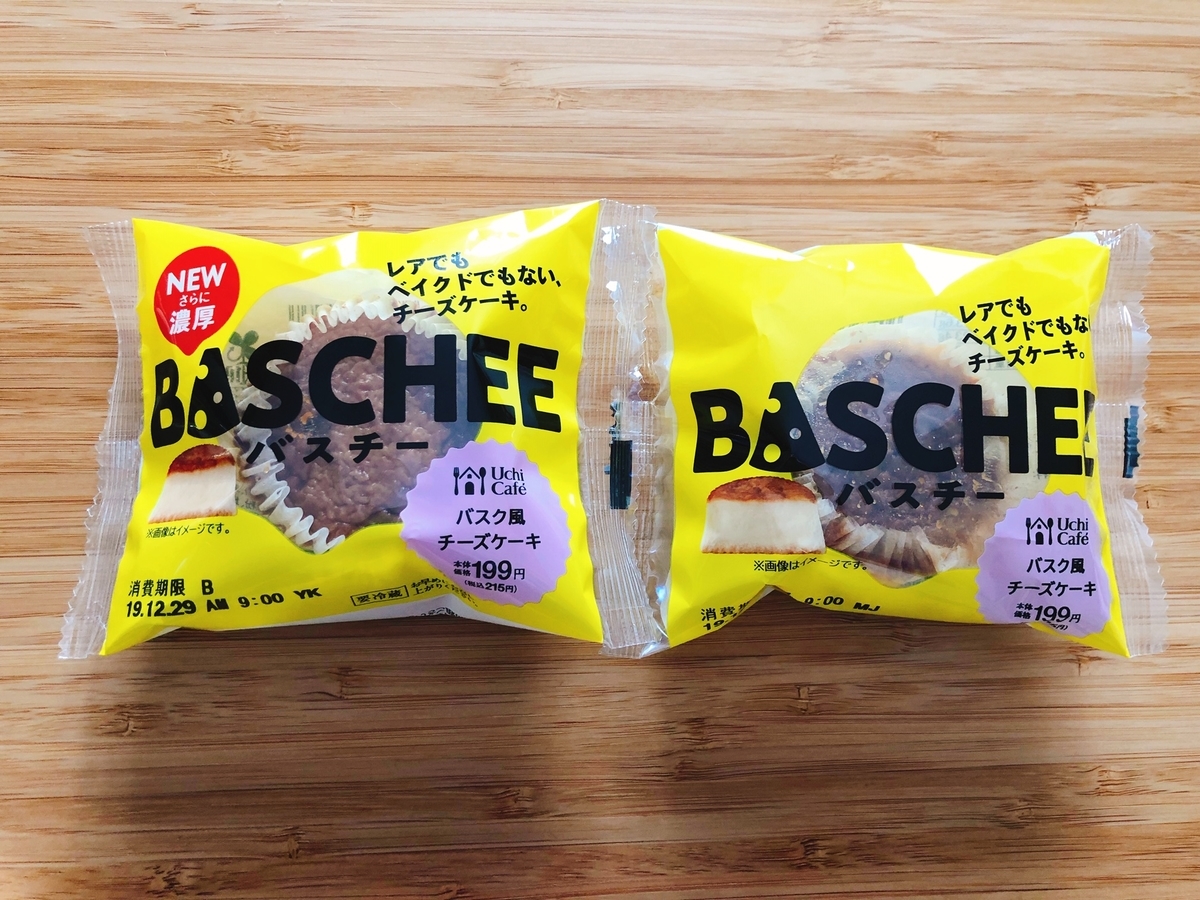 NEW
さらに
濃厚
レアでも
ベイクドでもない、
チーズケーキ。
BASCHEE
バスチー
Uchi
Café
バスク風
チーズケーキ
本体
価格 199円
(税込215円)
※画像はイメージです。
消費期限 B
19.12.29 AM 9:00 YK
要冷蔵
レアでも
ベイクドでもな
チーズケーキ。
BASCHEE
バスチー
Uchi
Café
バスク風
チーズケーキ
本体
価格 199円
※画像はイメージです。
消費
19
9:00 MJ